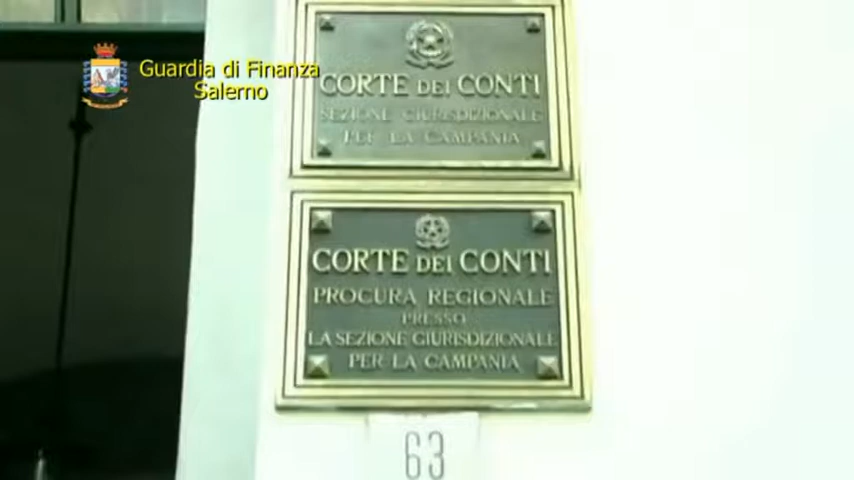 Guardia di Finanza
Salerno
CORTE DEI CONTI
SEZIONE GIURISDIZIONALE
PER LA CAMPANIA
CORTE DEI CONTI
PROCURA REGIONALE
PRESSO
LA SEZIONE GIURISDIZIONALE
PER LA CAMPANIA
63